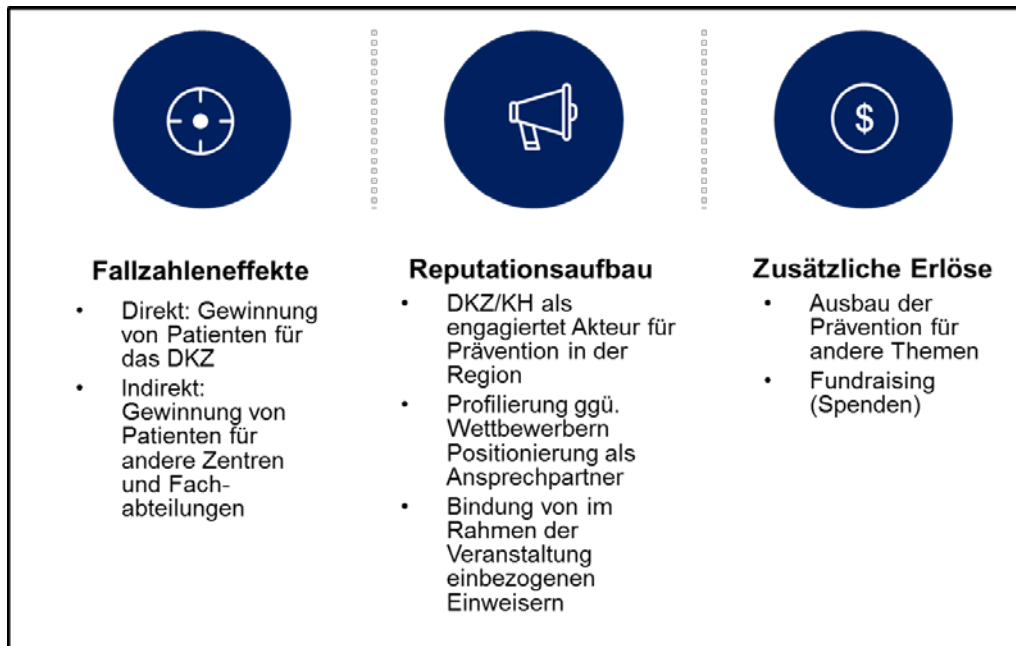 $
Fallzahleneffekte
• Direkt: Gewinnung
von Patienten für
das DKZ
• Indirekt:
Gewinnung von
Patienten für
andere Zentren
und Fach-
abteilungen
Reputationsaufbau
• DKZ/KH als
engagiertet Akteur für
Prävention in der
Region
• Profilierung ggü.
Wettbewerbern
Positionierung als
Ansprechpartner
• Bindung von im
Rahmen der
Veranstaltung
einbezogenen
Einweisern
Zusätzliche Erlöse
• Ausbau der
Prävention für
andere Themen
• Fundraising
(Spenden)